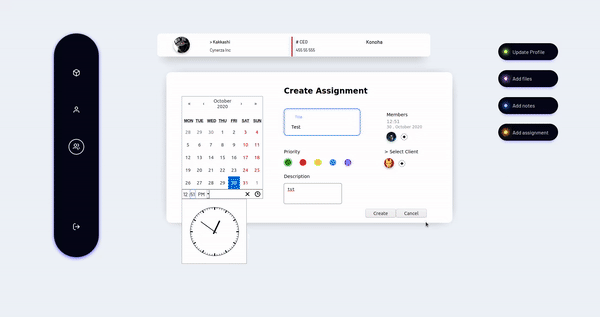 > Kakkashi
Cynerza Inc
# CEO
455 55 555
Konoha
Update Profile
Add files
Add notes
Add assignment
Create Assignment
« ‹ October 2020 › »
MON TUE WED THU FRI SAT SUN
28 29 30 1 2 3 4
5 6 7 8 9 10 11
12 13 14 15 16 17 18
19 20 21 22 23 24 25
26 27 28 29 30 31 1
12 :51 PM
Title
Test
Members
12:51
30 , October 2020
Priority
> Select Client
Description
tst
Create
Cancel